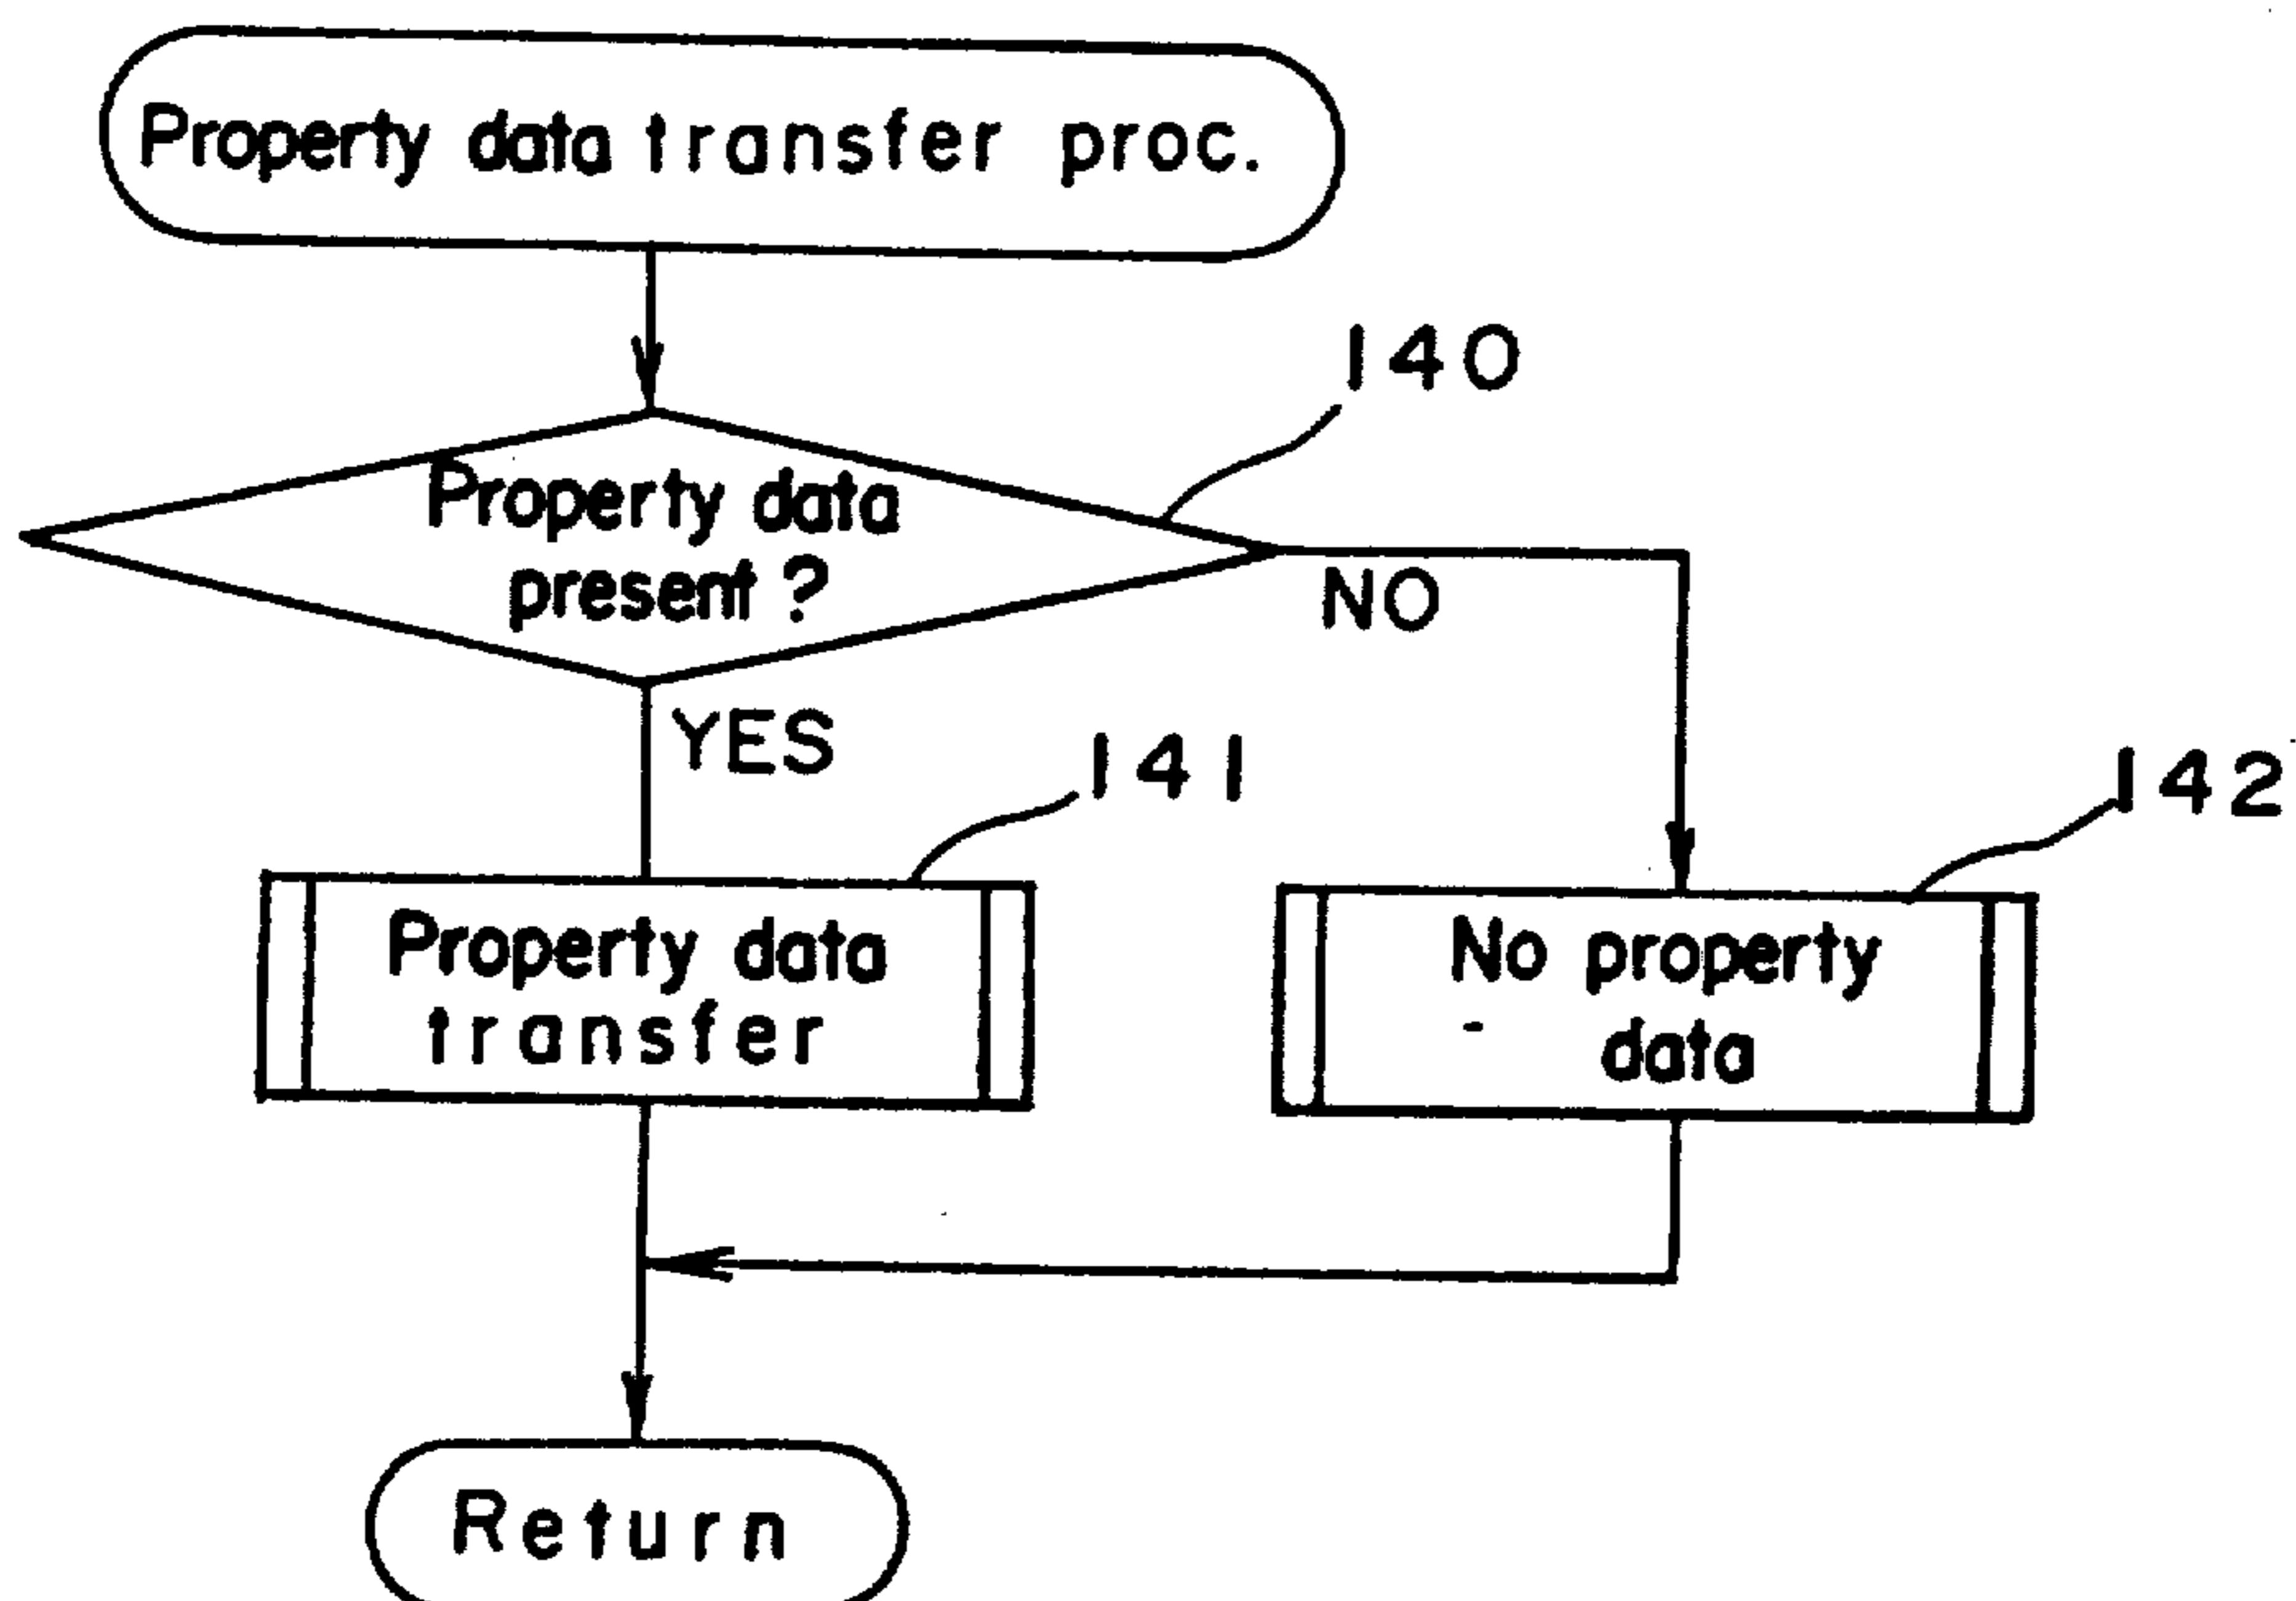 Property data transfer proc.
140
Property data
present ?
NO
YES
141
142
Property data
transfer
No property
data
Return